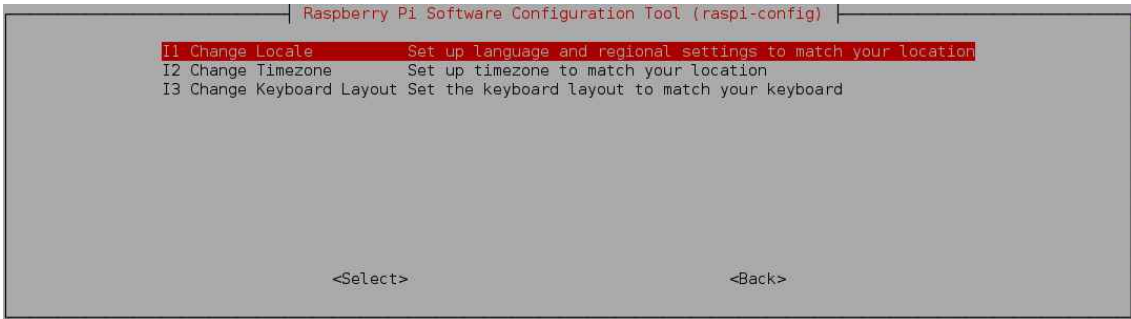 Raspberry Pi Software Configuration Tool (raspi-config)
I1 Change Locale Set up language and regional settings to match your location
I2 Change Timezone Set up timezone to match your location
I3 Change Keyboard Layout Set the keyboard layout to match your keyboard
<Select> <Back>